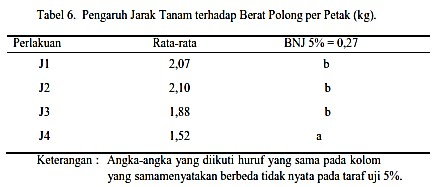 Tabel 6. Pengaruh Jarak Tanam terhadap Berat Polong per Petak (kg).
Perlakuan Rata-rata BNJ 5% = 0,27
J1 2,07 b
J2 2,10 b
J3 1,88 b
J4 1,52 a
Keterangan : Angka-angka yang diikuti huruf yang sama pada kolom
yang samamenyatakan berbeda tidak nyata pada taraf uji 5%.